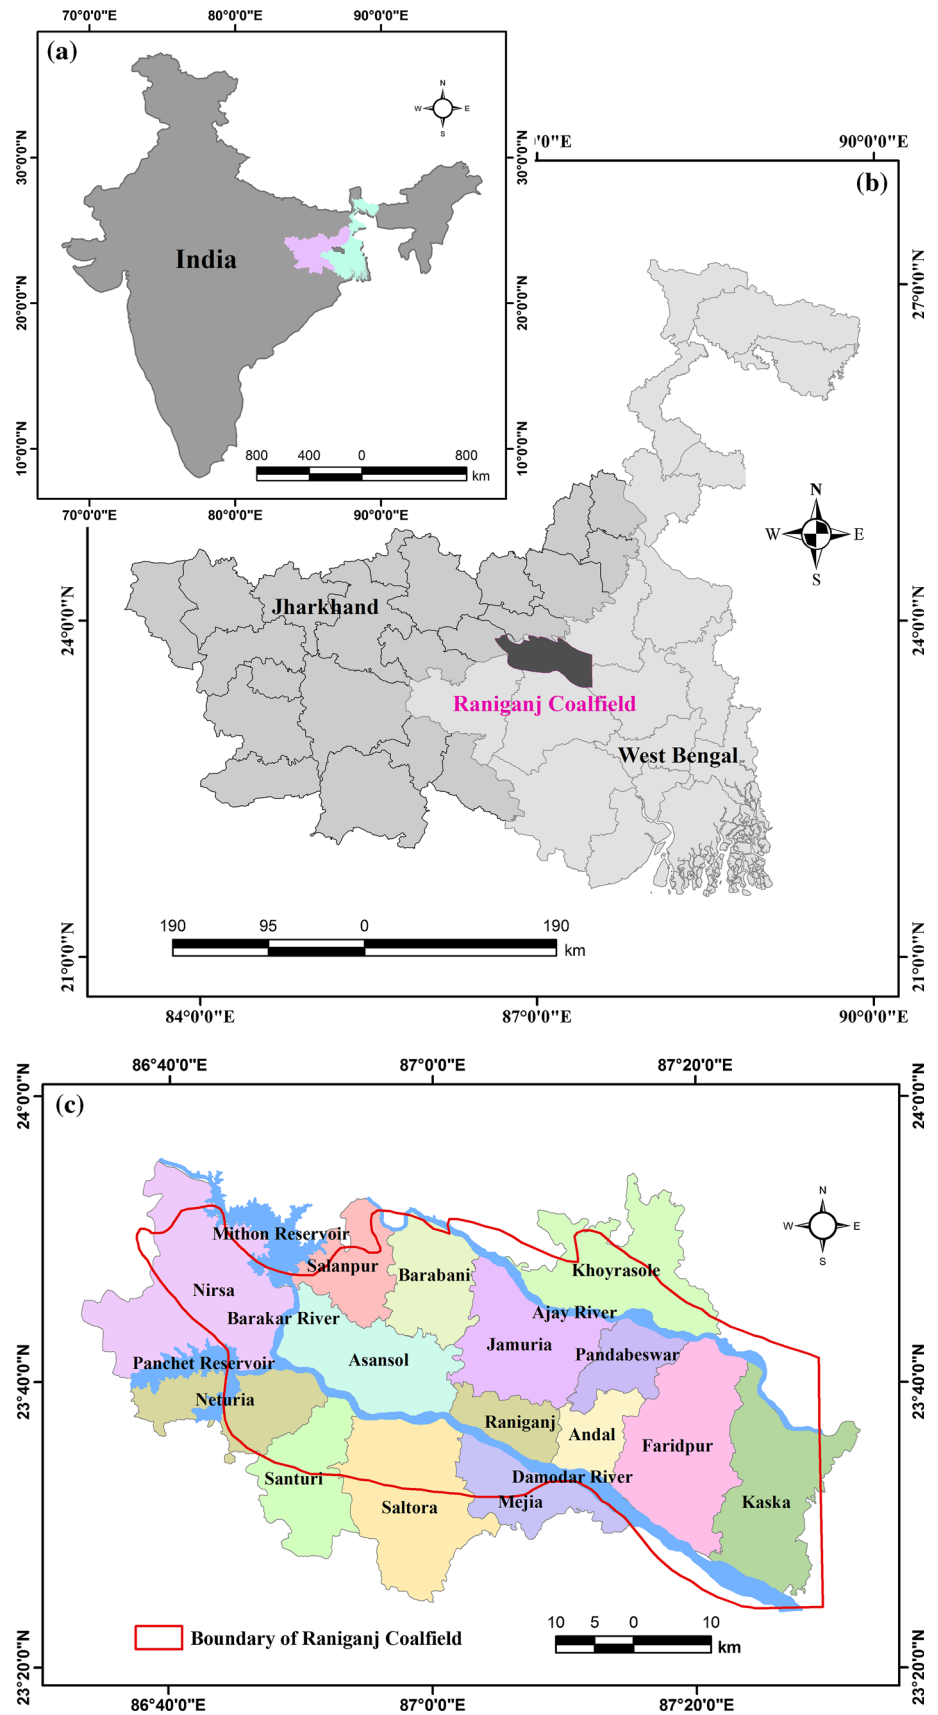 70°0'0"E 80°0'0"E 90°0'0"E
(a)
N
W E
S
30°0'0"N 30°0'0"N
India
20°0'0"N 20°0'0"N
10°0'0"N 10°0'0"N
800 400 0 800
km
70°0'0"E 80°0'0"E 90°0'0"E
'0'0"E 90°0'0"E
(b)
27°0'0"N
N
W E
S
Jharkhand
24°0'0"N 24°0'0"N
Raniganj Coalfield
West Bengal
190 95 0 190
km
21°0'0"N 21°0'0"N
84°0'0"E 87°0'0"E 90°0'0"E
86°40'0"E 87°0'0"E 87°20'0"E
24°0'0"N 24°0'0"N
(c)
N
W E
S
Mithon Reservoir
Salanpur
Barabani
Khoyrasole
Nirsa
Barakar River
Ajay River
Jamuria
Pandabeswar
Panchet Reservoir
Asansol
23°40'0"N 23°40'0"N
Neturia
Raniganj
Andal
Faridpur
Santuri
Damodar River
Saltora
Mejia
Kaska
Boundary of Raniganj Coalfield
10 5 0 10
km
23°20'0"N 23°20'0"N
86°40'0"E 87°0'0"E 87°20'0"E